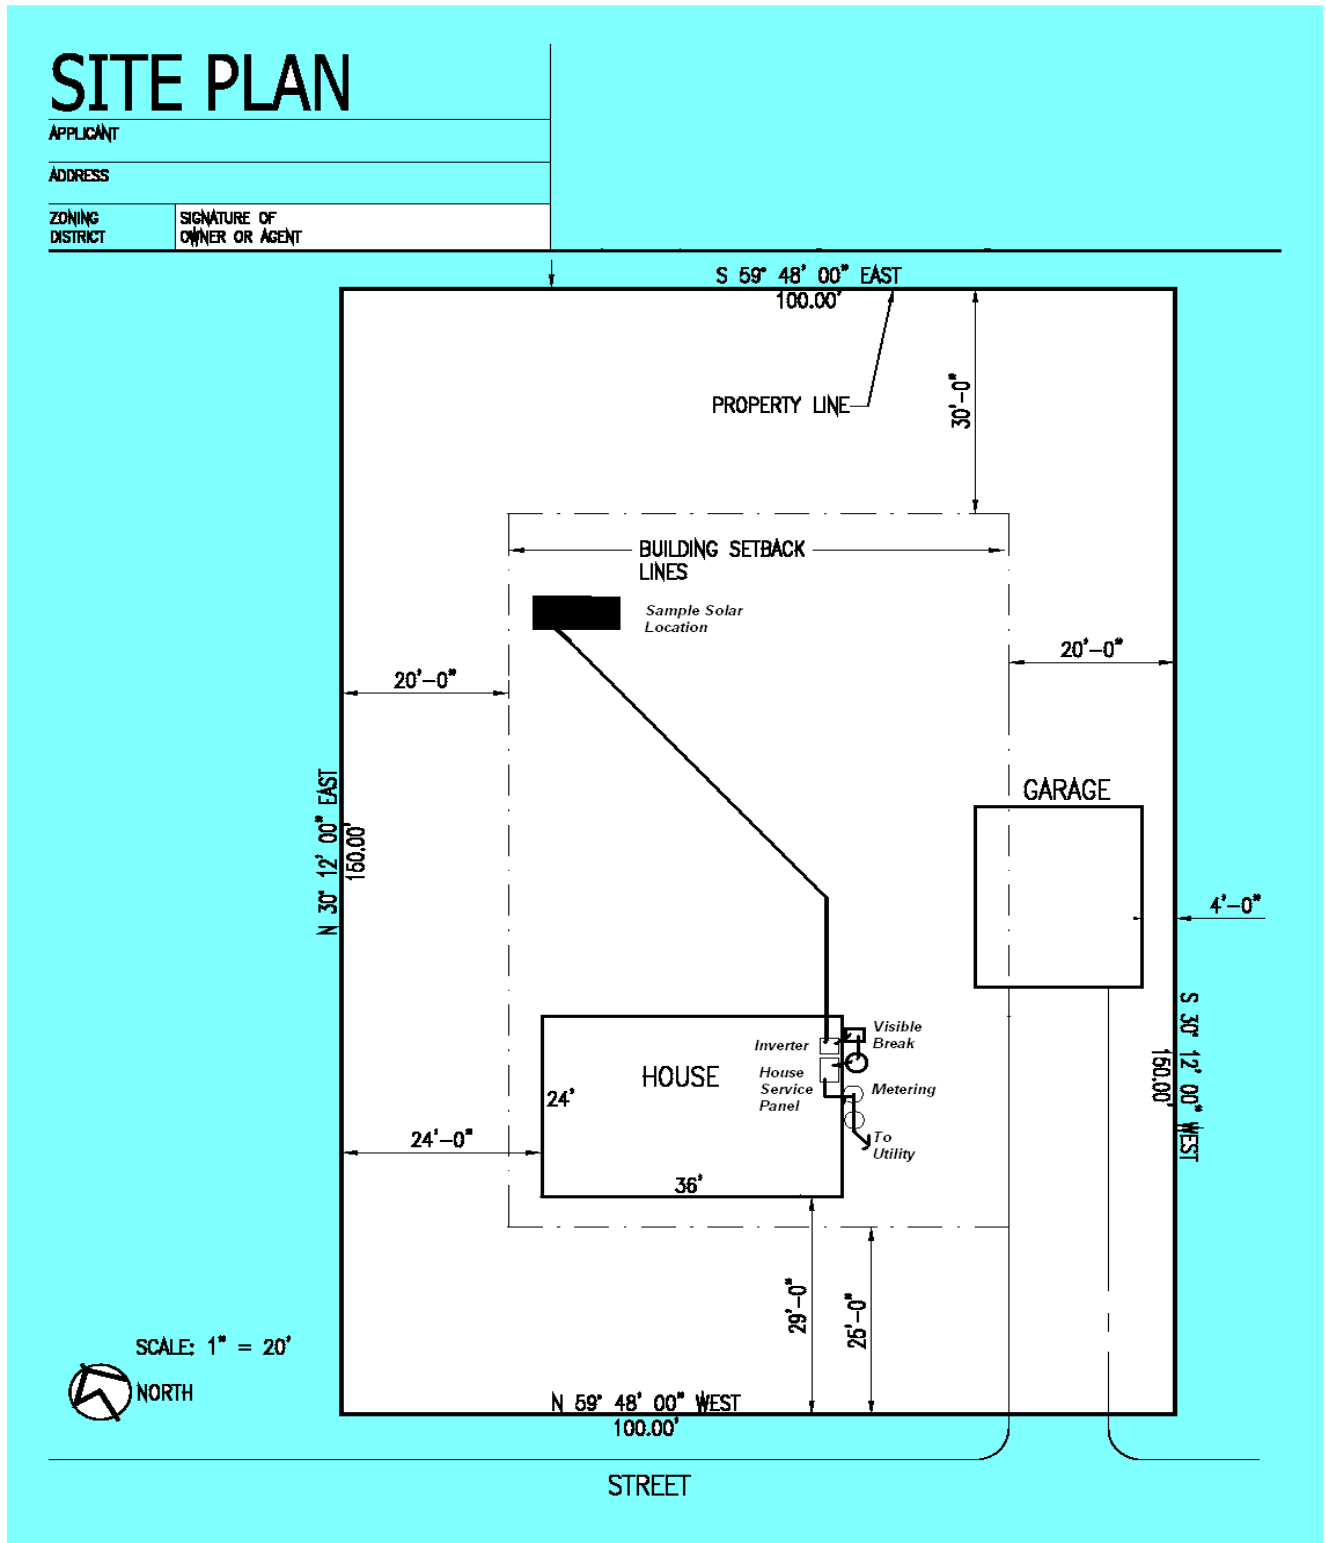 SITE PLAN
APPLICANT
ADDRESS
ZONING
DISTRICT
SIGNATURE OF
OWNER OR AGENT
S 59° 48' 00" EAST
100.00'
PROPERTY LINE
30'-0"
BUILDING SETBACK
LINES
Sample Solar
Location
20'-0"
20'-0"
GARAGE
N 30° 12' 00" EAST
150.00'
4'-0"
S 30° 12' 00" WEST
150.00'
Visible
Break
Inverter
HOUSE
House
Service
Panel
Metering
24'
To
Utility
24'-0"
36'
29'-0"
25'-0"
SCALE: 1" = 20'
NORTH
N 59° 48' 00" WEST
100.00'
STREET